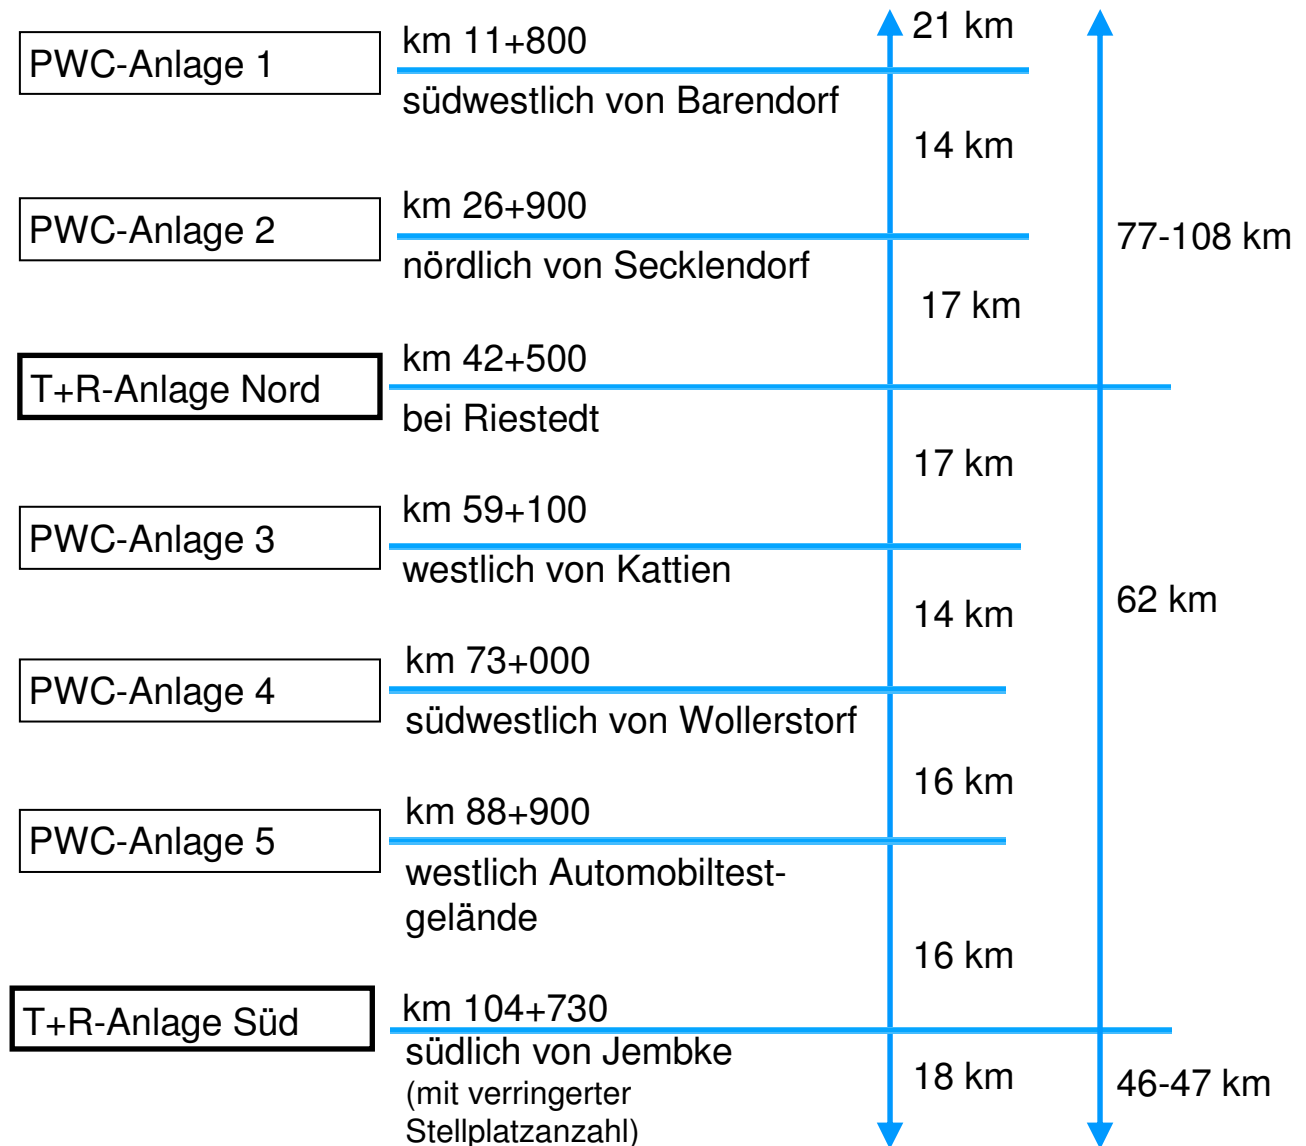 21 km
km 11+800
PWC-Anlage 1
südwestlich von Barendorf
14 km
km 26+900
PWC-Anlage 2
77-108 km
nördlich von Secklendorf
17 km
km 42+500
T+R-Anlage Nord
bei Riestedt
17 km
km 59+100
PWC-Anlage 3
westlich von Kattien
62 km
14 km
km 73+000
PWC-Anlage 4
südwestlich von Wollerstorf
16 km
km 88+900
PWC-Anlage 5
westlich Automobiltest-
gelände
16 km
km 104+730
T+R-Anlage Süd
südlich von Jembke
(mit verringerter
Stellplatzanzahl)
18 km
46-47 km